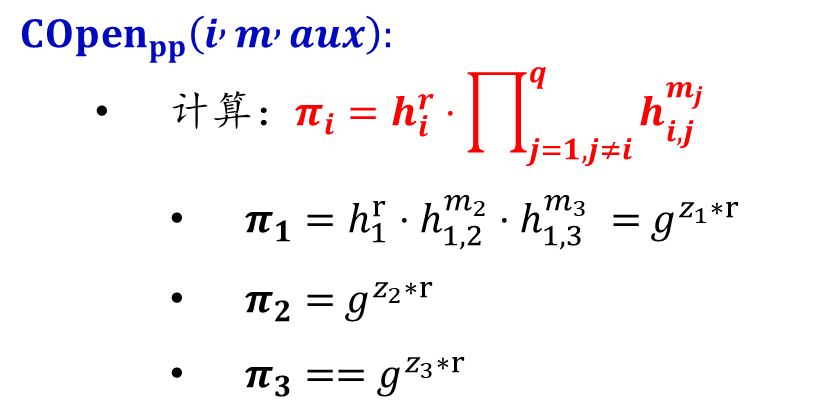 COpenₚₚ(i, m, aux):
• 计算：π_i = h_i^r · ∏_{j=1,j≠i}^q h_{i,j}^{m_j}
• π_1 = h_1^r · h_{1,2}^{m_2} · h_{1,3}^{m_3} = g^{z_1*r}
• π_2 = g^{z_2*r}
• π_3 == g^{z_3*r}